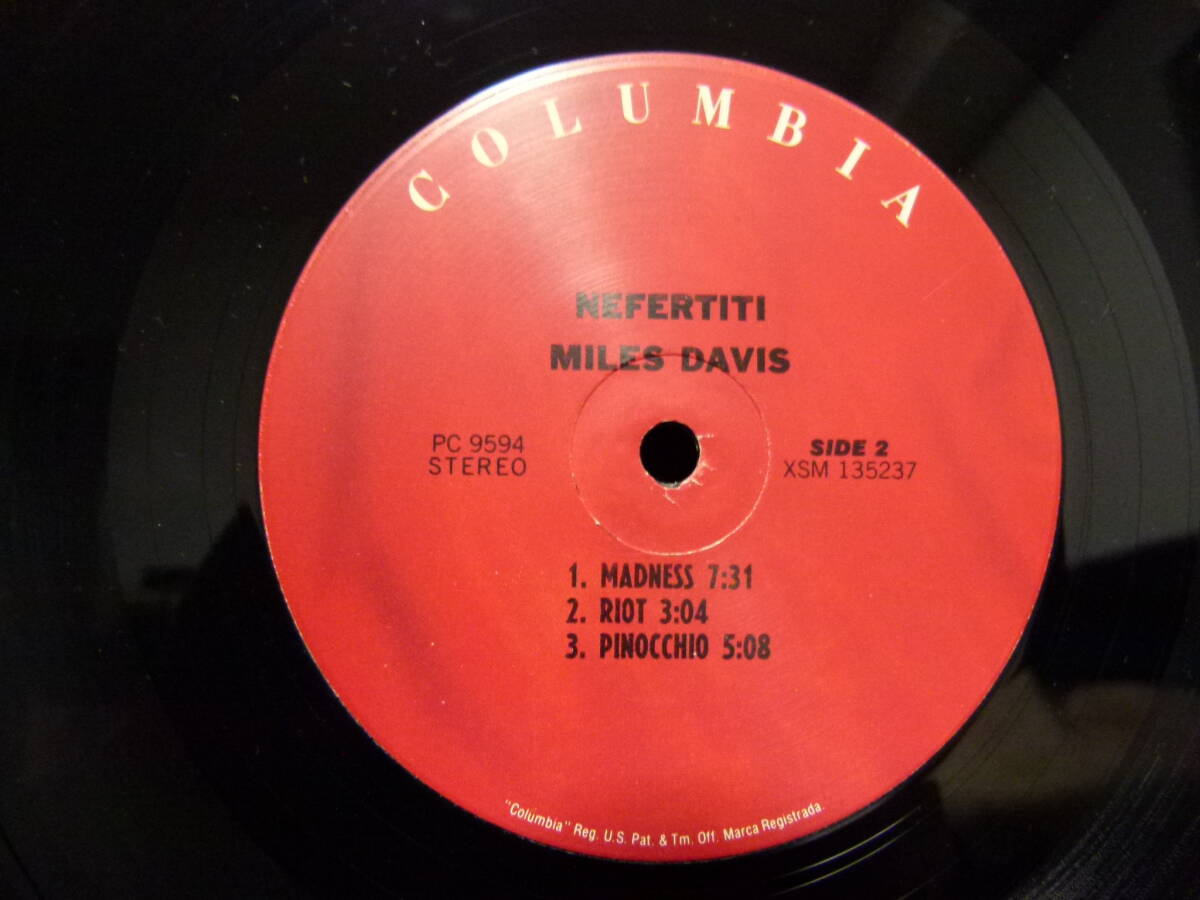 COLUMBIA
NEFERTITI
MILES DAVIS
PC 9594
STEREO
SIDE 2
XSM 135237
1. MADNESS 7:31
2. RIOT 3:04
3. PINOCCHIO 5:08
"Columbia" Reg. U.S. Pat. & Tm. Off. Marca Registrada.